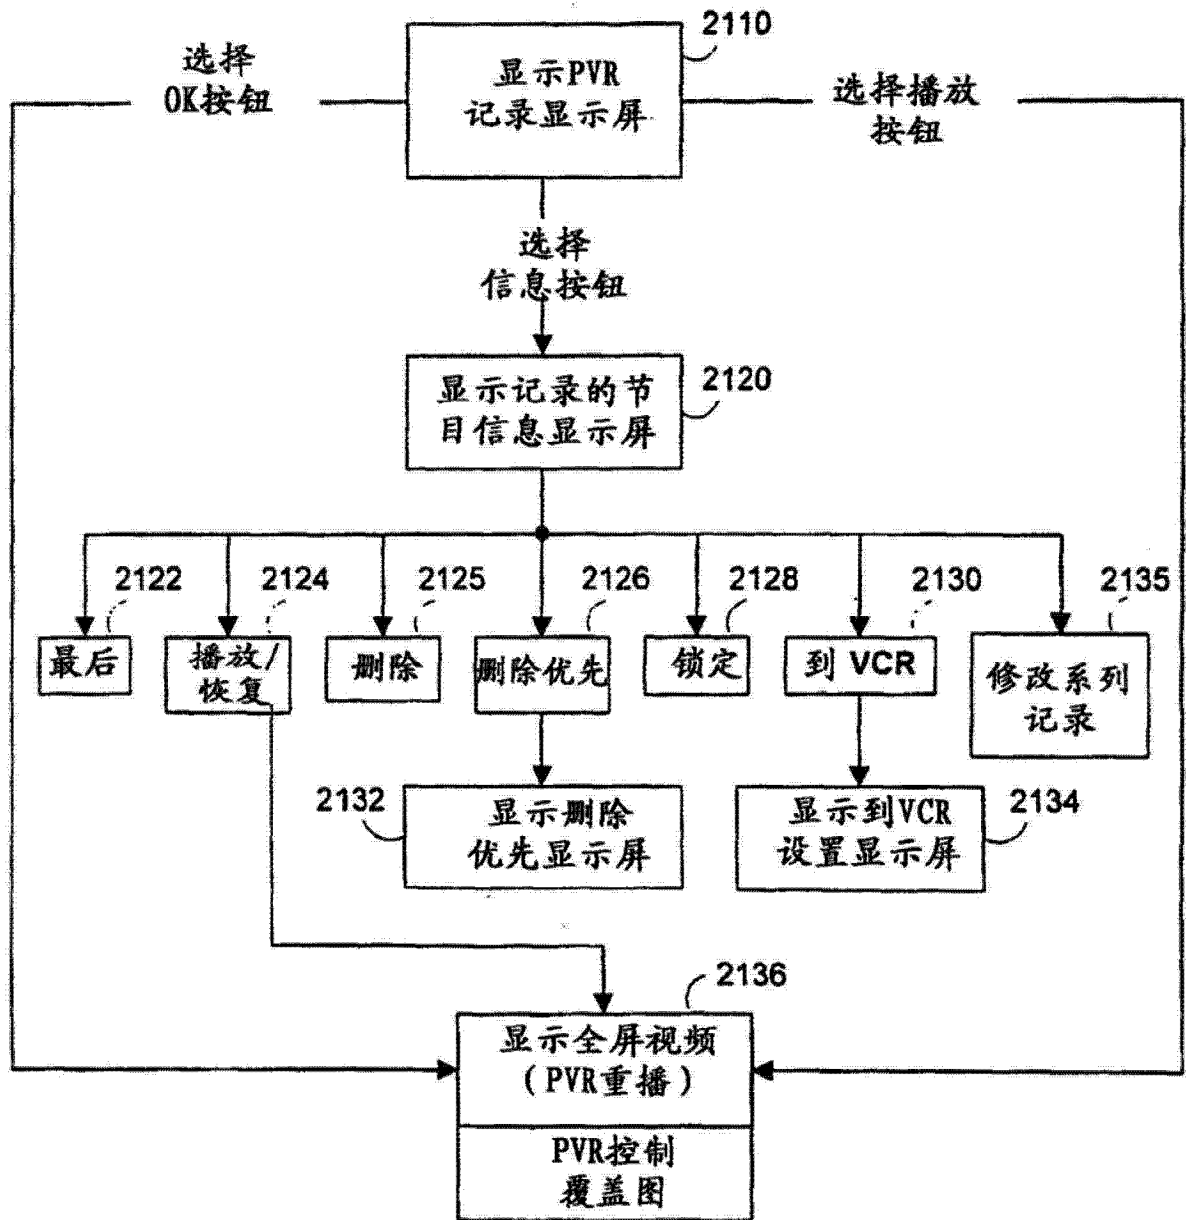 2110
选择
OK按钮
显示PVR
记录显示屏
选择播放
按钮
选择
信息按钮
显示记录的节
目信息显示屏
2120
2122
2124
2125
2126
2128
2130
2135
最后
播放/
恢复
删除
删除优先
锁定
到 VCR
修改系列
记录
2132
显示删除
优先显示屏
显示到VCR
设置显示屏
2134
2136
显示全屏视频
(PVR重播)
PVR控制
覆盖图